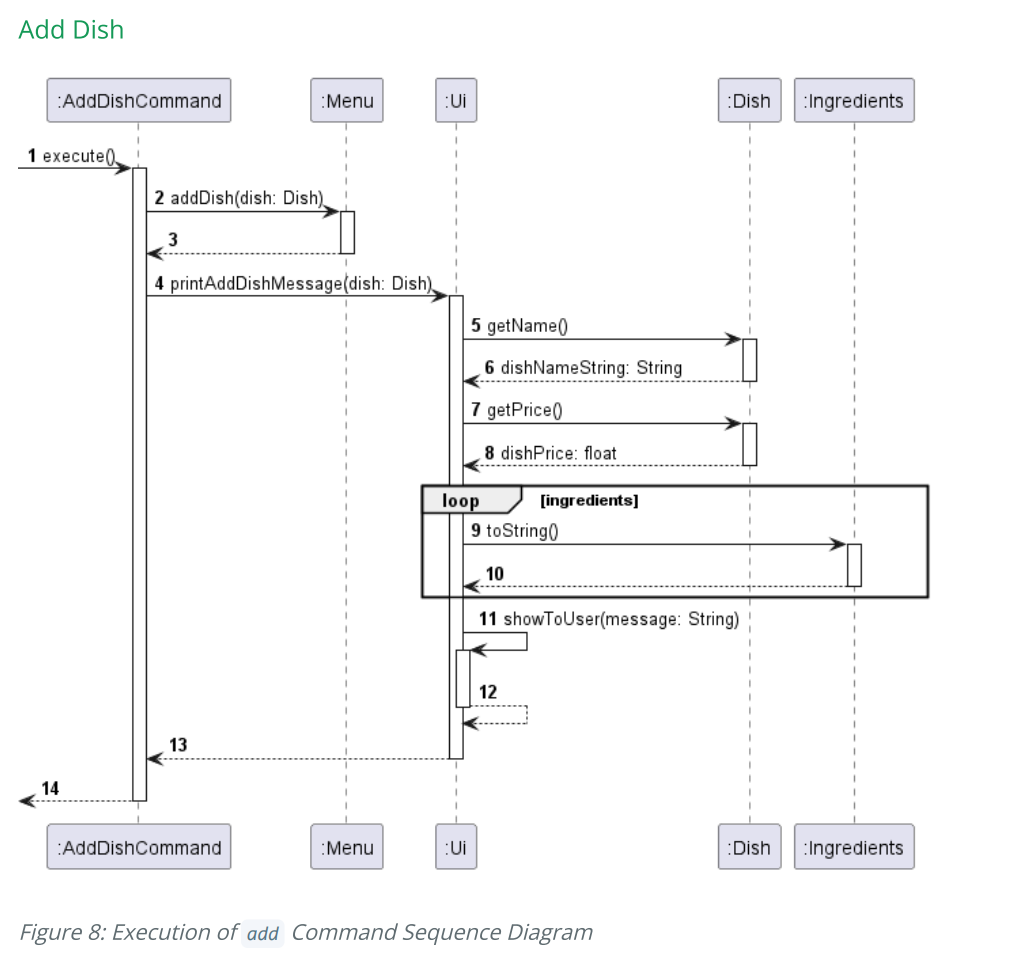 Add Dish
:AddDishCommand :Menu :Ui :Dish :Ingredients
1 execute()
2 addDish(dish: Dish)
3
4 printAddDishMessage(dish: Dish)
5 getName()
6 dishNameString: String
7 getPrice()
8 dishPrice: float
loop [ingredients]
9 toString()
10
11 showToUser(message: String)
12
13
14
:AddDishCommand :Menu :Ui :Dish :Ingredients
Figure 8: Execution of add Command Sequence Diagram